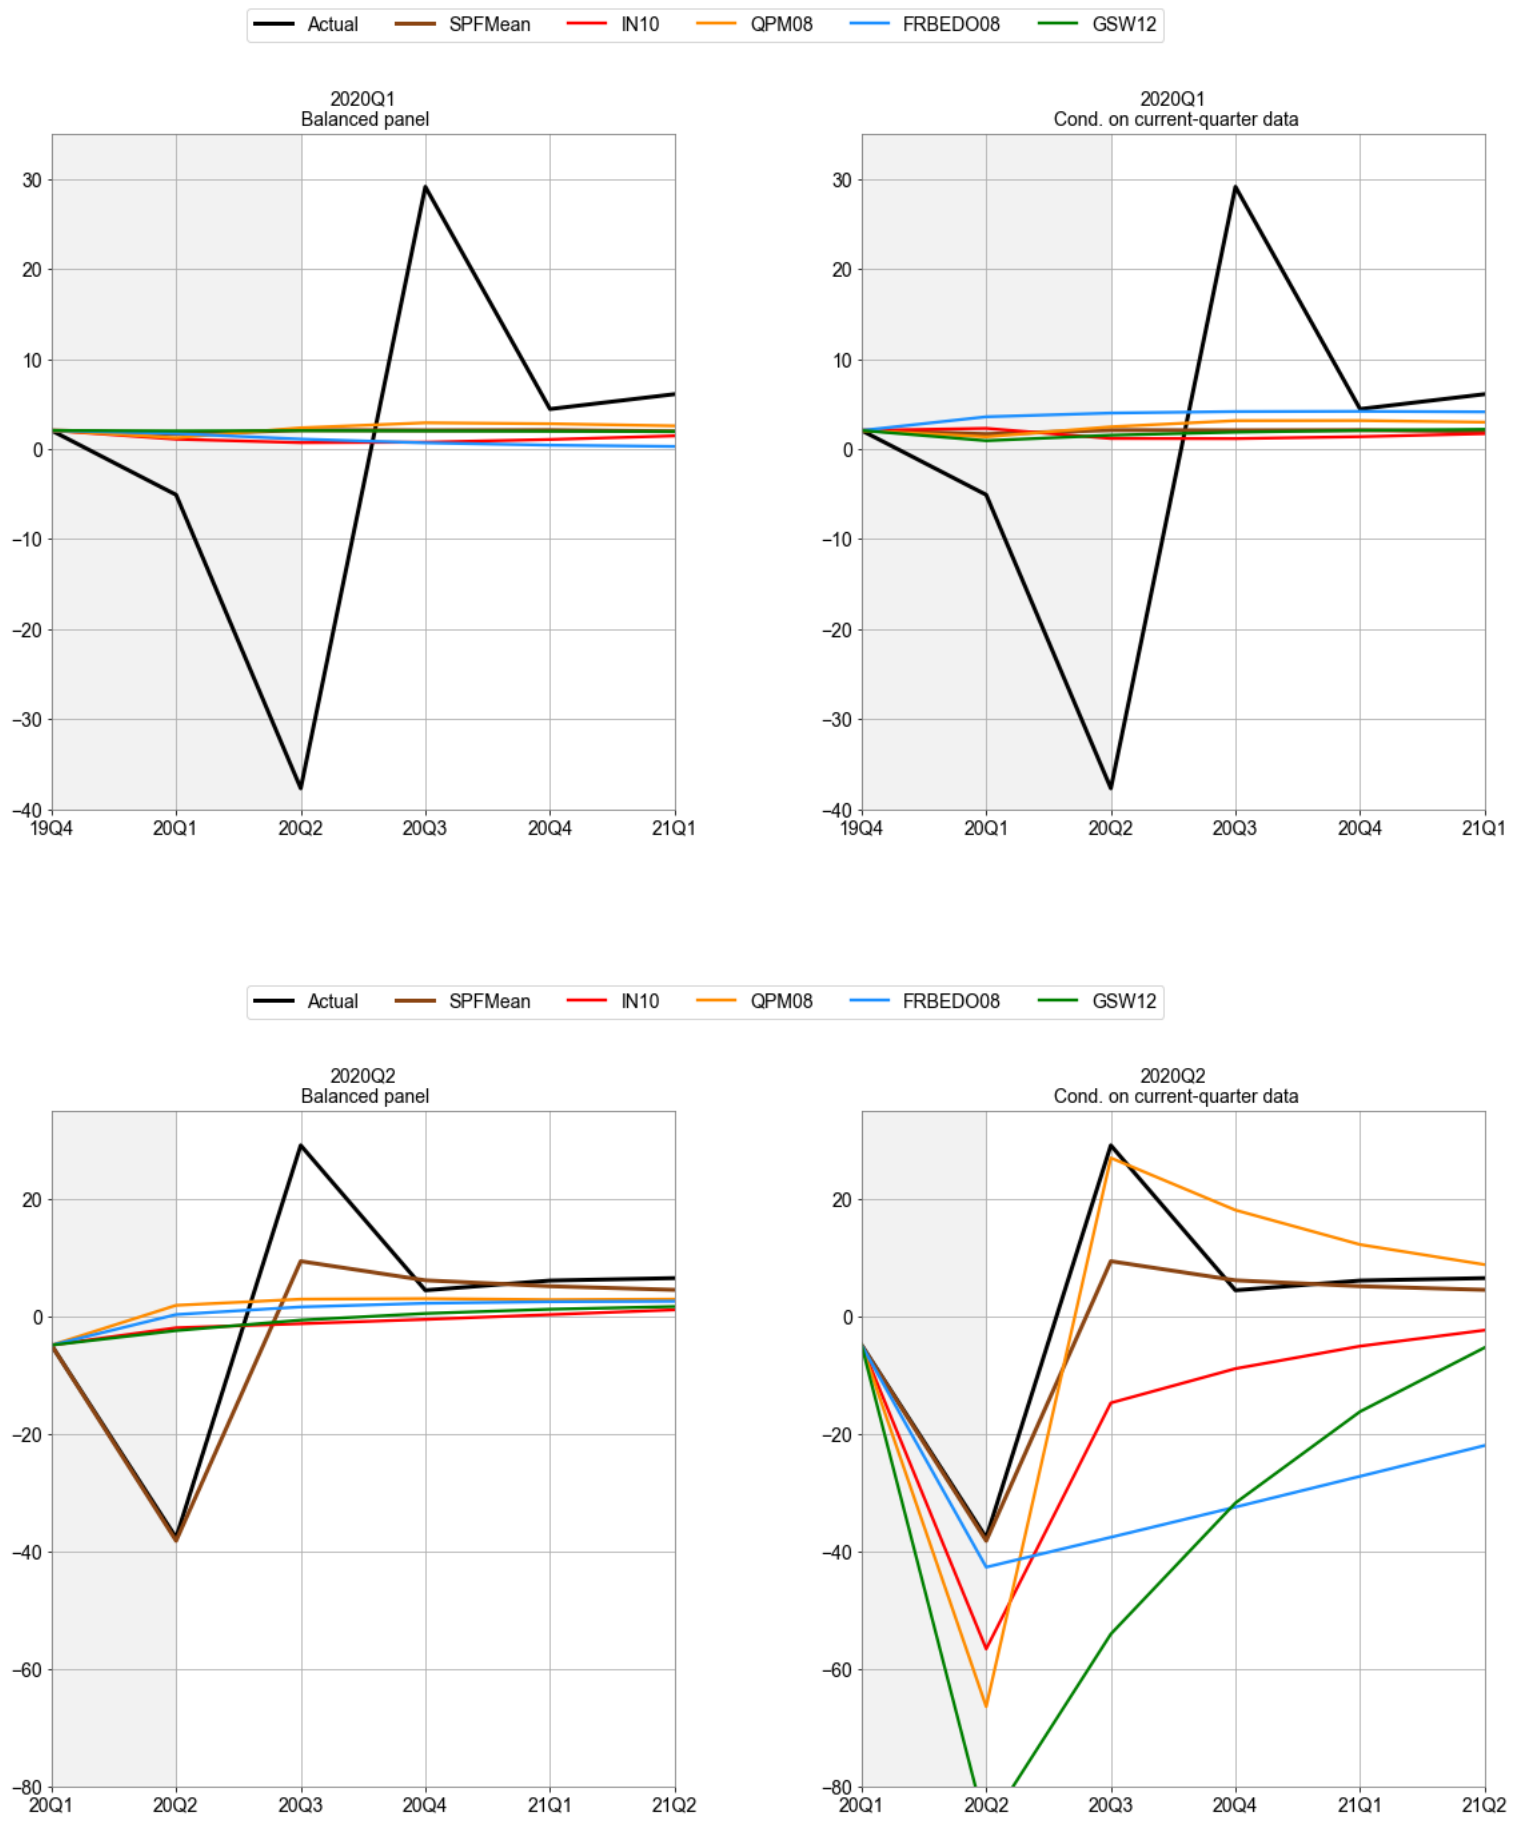 Actual SPFMean IN10 QPM08 FRBEDO08 GSW12
2020Q1
Balanced panel
30
20
10
0
−10
−20
−30
−40
19Q4 20Q1 20Q2 20Q3 20Q4 21Q1
2020Q1
Cond. on current-quarter data
30
20
10
0
−10
−20
−30
−40
19Q4 20Q1 20Q2 20Q3 20Q4 21Q1
Actual SPFMean IN10 QPM08 FRBEDO08 GSW12
2020Q2
Balanced panel
20
0
−20
−40
−60
−80
20Q1 20Q2 20Q3 20Q4 21Q1 21Q2
2020Q2
Cond. on current-quarter data
20
0
−20
−40
−60
−80
20Q1 20Q2 20Q3 20Q4 21Q1 21Q2